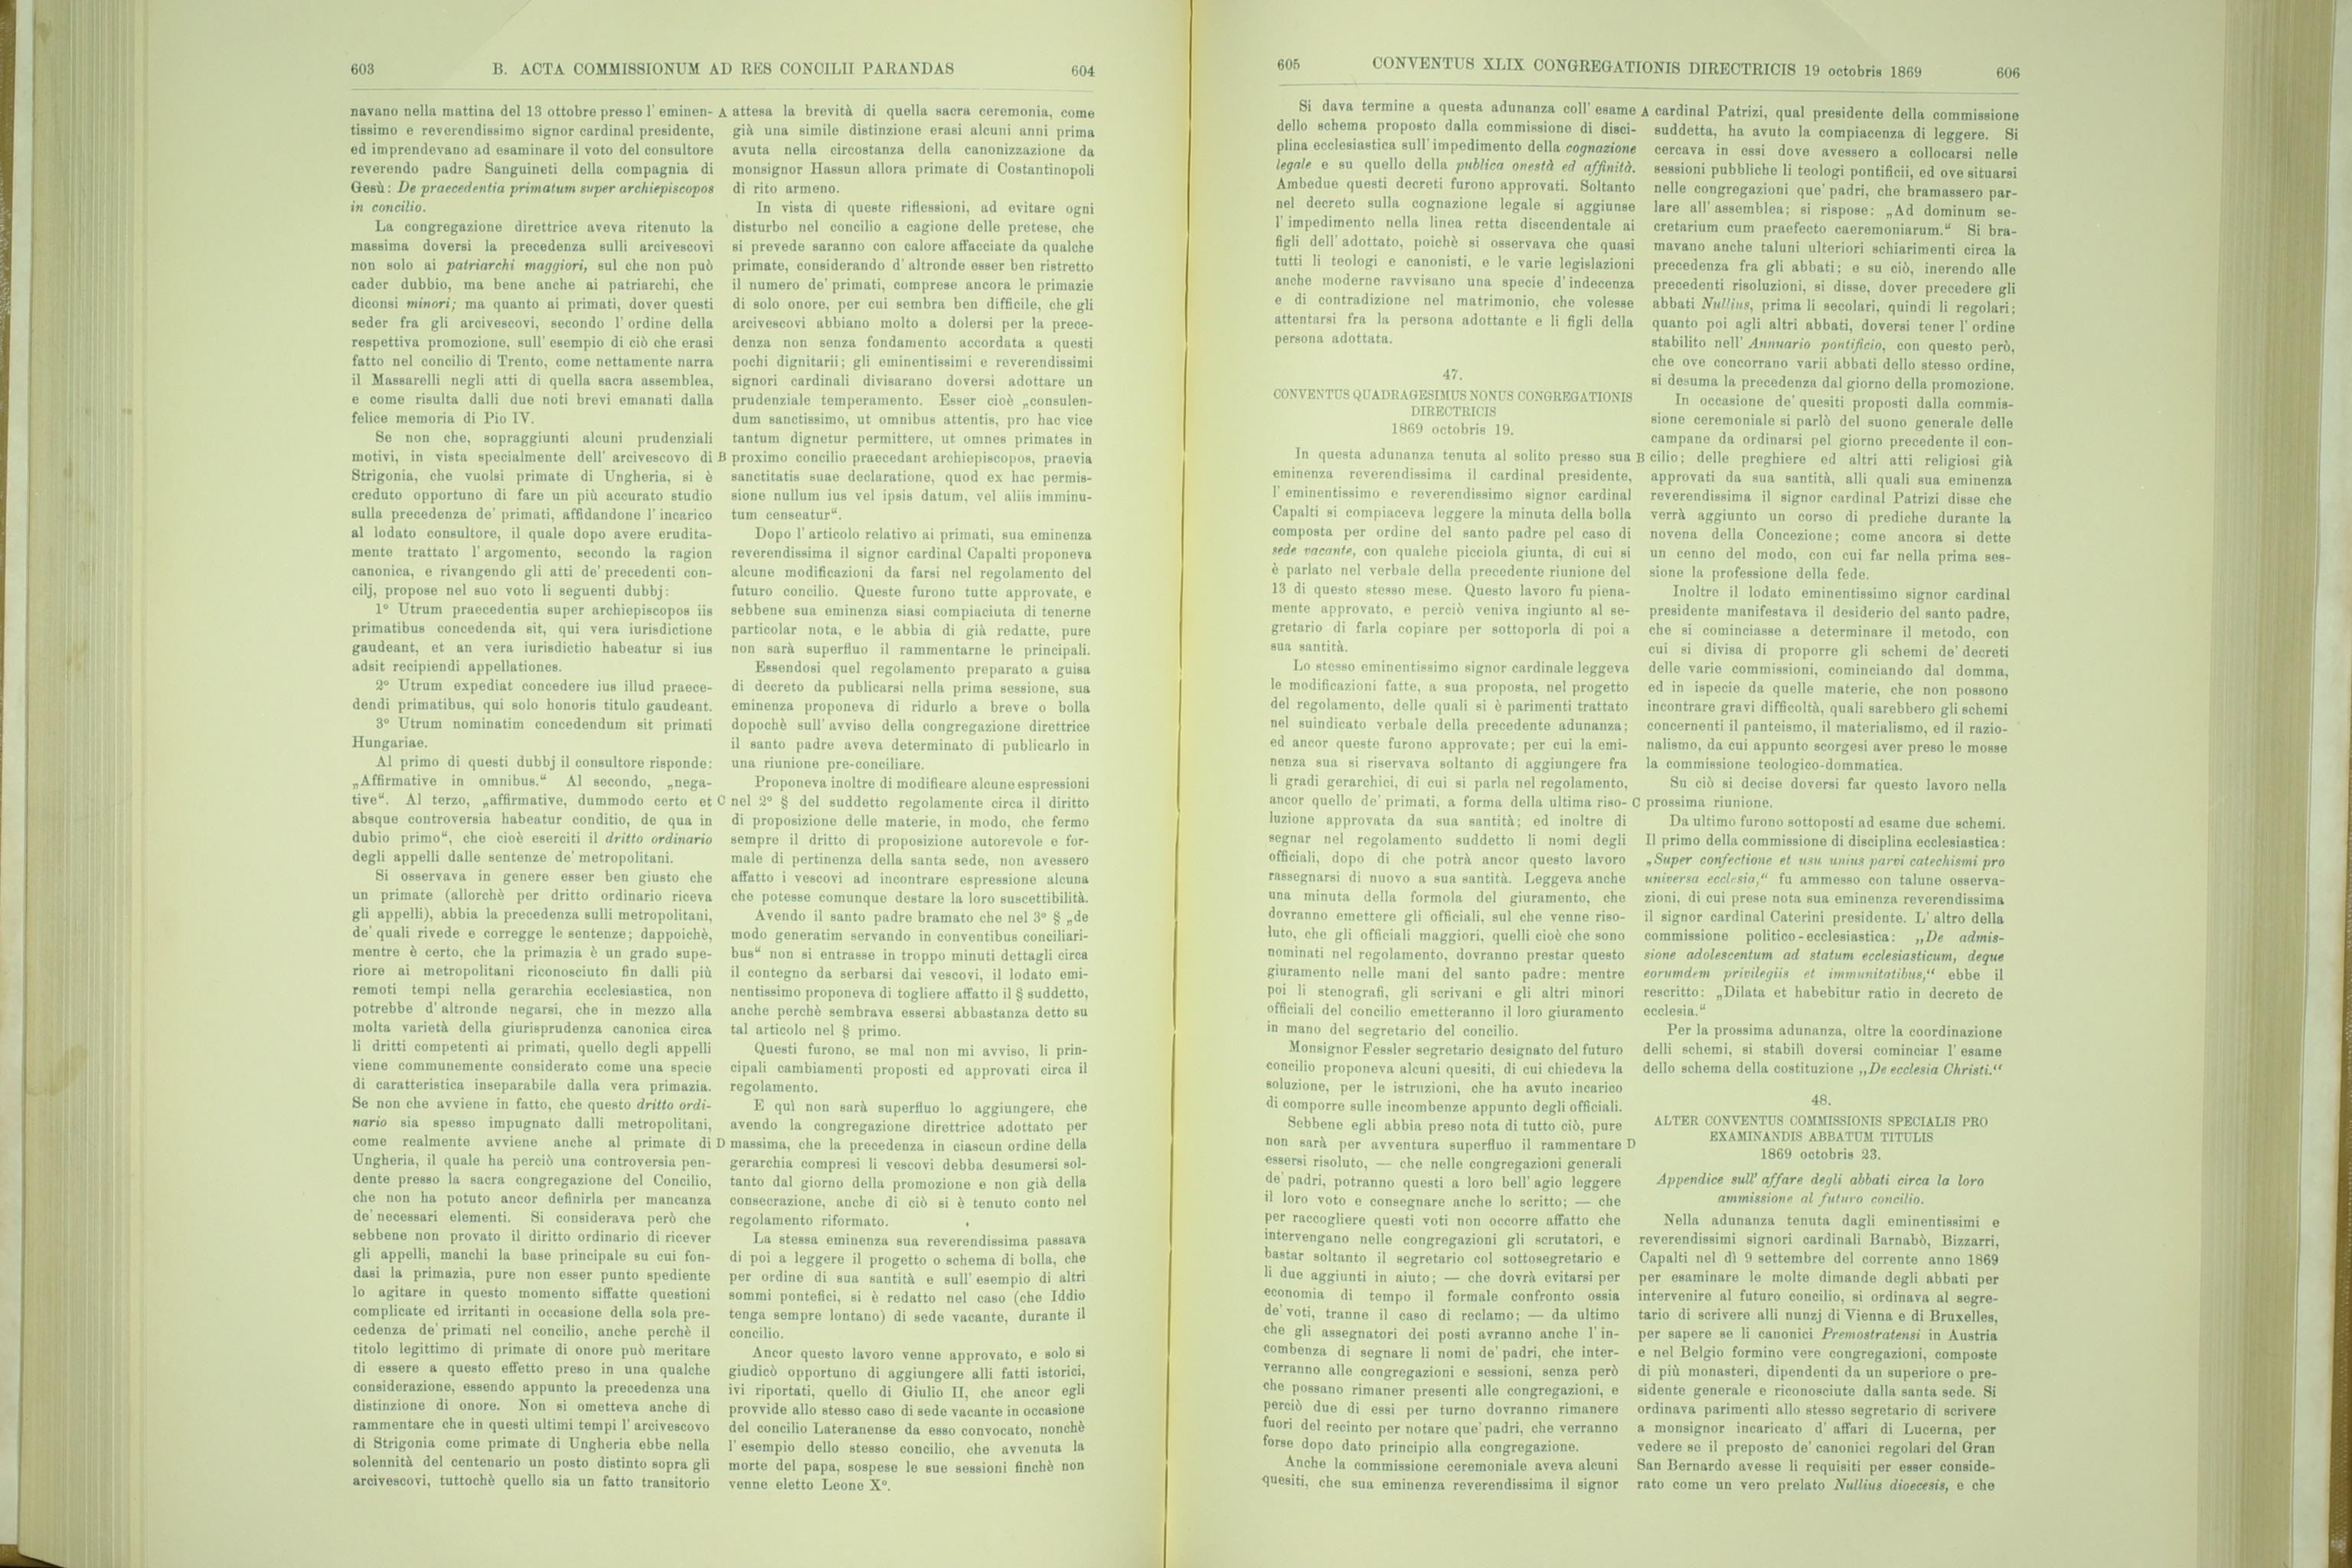 603 B. ACTA COMMISSIONUM AD RES CONCILII PARANDAS 604
navano nella mattina del 13 ottobre presso l' eminen-
tissimo e reverendissimo signor cardinal presidente,
ed imprendevano ad esaminare il voto del consultore
reverendo padre Sanguineti della compagnia di
Gesù: De praecedentia primatum super archiepiscopos
in concilio.
La congregazione direttrice aveva ritenuto la
massima doversi la precedenza sulli arcivescovi
non solo ai patriarchi maggiori, sul che non può
cader dubbio, ma bene anche ai patriarchi, che
diconsi minori; ma quanto ai primati, dover questi
seder fra gli arcivescovi, secondo l' ordine della
respettiva promozione, sull' esempio di ciò che erasi
fatto nel concilio di Trento, come nettamente narra
il Massarelli negli atti di quella sacra assemblea,
e come risulta dalli due noti brevi emanati dalla
felice memoria di Pio IV.
Se non che, sopraggiunti alcuni prudenziali
motivi, in vista specialmente dell' arcivescovo di
Strigonia, che vuolsi primate di Ungheria, si è
creduto opportuno di fare un più accurato studio
sulla precedenza de' primati, affidandone l' incarico
al lodato consultore, il quale dopo avere erudita-
mente trattato l' argomento, secondo la ragion
canonica, e rivangendo gli atti de' precedenti con-
cilj, propose nel suo voto li seguenti dubbj:
1° Utrum praecedentia super archiepiscopos iis
primatibus concedenda sit, qui vera iurisdictione
gaudeant, et an vera iurisdictio habeatur si ius
adsit recipiendi appellationes.
2° Utrum expediat concedere ius illud praece-
dendi primatibus, qui solo honoris titulo gaudeant.
3° Utrum nominatim concedendum sit primati
Hungariae.
Al primo di questi dubbj il consultore risponde:
„Affirmative in omnibus.“ Al secondo, „nega-
tive“. Al terzo, „affirmative, dummodo certo et
absque controversia habeatur conditio, de qua in
dubio primo“, che cioè eserciti il dritto ordinario
degli appelli dalle sentenze de' metropolitani.
Si osservava in genere esser ben giusto che
un primate (allorchè per dritto ordinario riceva
gli appelli), abbia la precedenza sulli metropolitani,
de' quali rivede e corregge le sentenze; dappoichè,
mentre è certo, che la primazia è un grado supe-
riore ai metropolitani riconosciuto fin dalli più
remoti tempi nella gerarchia ecclesiastica, non
potrebbe d' altronde negarsi, che in mezzo alla
molta varietà della giurisprudenza canonica circa
li dritti competenti ai primati, quello degli appelli
viene communemente considerato come una specie
di caratteristica inseparabile dalla vera primazia.
Se non che avviene in fatto, che questo dritto ordi-
nario sia spesso impugnato dalli metropolitani,
come realmente avviene anche al primate di
Ungheria, il quale ha perciò una controversia pen-
dente presso la sacra congregazione del Concilio,
che non ha potuto ancor definirla per mancanza
de' necessari elementi. Si considerava però che
sebbene non provato il diritto ordinario di ricever
gli appelli, manchi la base principale su cui fon-
dasi la primazia, pure non esser punto spediente
lo agitare in questo momento siffatte questioni
complicate ed irritanti in occasione della sola pre-
cedenza de' primati nel concilio, anche perchè il
titolo legittimo di primate di onore può meritare
di essere a questo effetto preso in una qualche
considerazione, essendo appunto la precedenza una
distinzione di onore. Non si ometteva anche di
rammentare che in questi ultimi tempi l' arcivescovo
di Strigonia come primate di Ungheria ebbe nella
solennità del centenario un posto distinto sopra gli
arcivescovi, tuttochè quello sia un fatto transitorio
A
B
C
D
attesa la brevità di quella sacra ceremonia, come
già una simile distinzione erasi alcuni anni prima
avuta nella circostanza della canonizzazione da
monsignor Hassun allora primate di Costantinopoli
di rito armeno.
In vista di queste riflessioni, ad evitare ogni
disturbo nel concilio a cagione delle pretese, che
si prevede saranno con calore affacciate da qualche
primate, considerando d' altronde esser ben ristretto
il numero de' primati, comprese ancora le primazie
di solo onore, per cui sembra ben difficile, che gli
arcivescovi abbiano molto a dolersi per la prece-
denza non senza fondamento accordata a questi
pochi dignitarii; gli eminentissimi e reverendissimi
signori cardinali divisarano doversi adottare un
prudenziale temperamento. Esser cioè „consulen-
dum sanctissimo, ut omnibus attentis, pro hac vice
tantum dignetur permittere, ut omnes primates in
proximo concilio praecedant archiepiscopos, praevia
sanctitatis suae declaratione, quod ex hac permis-
sione nullum ius vel ipsis datum, vel aliis imminu-
tum censeatur“.
Dopo l' articolo relativo ai primati, sua eminenza
reverendissima il signor cardinal Capalti proponeva
alcune modificazioni da farsi nel regolamento del
futuro concilio. Queste furono tutte approvate, e
sebbene sua eminenza siasi compiaciuta di tenerne
particolar nota, e le abbia di già redatte, pure
non sarà superfluo il rammentarne le principali.
Essendosi quel regolamento preparato a guisa
di decreto da publicarsi nella prima sessione, sua
eminenza proponeva di ridurlo a breve o bolla
dopochè sull' avviso della congregazione direttrice
il santo padre aveva determinato di publicarlo in
una riunione pre-conciliare.
Proponeva inoltre di modificare alcune espressioni
nel 2° § del suddetto regolamente circa il diritto
di proposizione delle materie, in modo, che fermo
sempre il dritto di proposizione autorevole e for-
male di pertinenza della santa sede, non avessero
affatto i vescovi ad incontrare espressione alcuna
che potesse comunque destare la loro suscettibilità.
Avendo il santo padre bramato che nel 3° § „de
modo generatim servando in conventibus conciliari-
bus“ non si entrasse in troppo minuti dettagli circa
il contegno da serbarsi dai vescovi, il lodato emi-
nentissimo proponeva di togliere affatto il § suddetto,
anche perchè sembrava essersi abbastanza detto su
tal articolo nel § primo.
Questi furono, se mal non mi avviso, li prin-
cipali cambiamenti proposti ed approvati circa il
regolamento.
E quì non sarà superfluo lo aggiungere, che
avendo la congregazione direttrice adottato per
massima, che la precedenza in ciascun ordine della
gerarchia compresi li vescovi debba desumersi sol-
tanto dal giorno della promozione e non già della
consecrazione, anche di ciò si è tenuto conto nel
regolamento riformato.
La stessa eminenza sua reverendissima passava
di poi a leggere il progetto o schema di bolla, che
per ordine di sua santità e sull' esempio di altri
sommi pontefici, si è redatto nel caso (che Iddio
tenga sempre lontano) di sede vacante, durante il
concilio.
Ancor questo lavoro venne approvato, e solo si
giudicò opportuno di aggiungere alli fatti istorici,
ivi riportati, quello di Giulio II, che ancor egli
provvide allo stesso caso di sede vacante in occasione
del concilio Lateranense da esso convocato, nonchè
l' esempio dello stesso concilio, che avvenuta la
morte del papa, sospese le sue sessioni finchè non
venne eletto Leone X°.
605 CONVENTUS XLIX CONGREGATIONIS DIRECTRICIS 19 octobris 1869 606
Si dava termine a questa adunanza coll' esame
dello schema proposto dalla commissione di disci-
plina ecclesiastica sull' impedimento della cognazione
legale e su quello della publica onestà ed affinità.
Ambedue questi decreti furono approvati. Soltanto
nel decreto sulla cognazione legale si aggiunse
l' impedimento nella linea retta discendentale ai
figli dell' adottato, poichè si osservava che quasi
tutti li teologi e canonisti, e le varie legislazioni
anche moderne ravvisano una specie d' indecenza
e di contradizione nel matrimonio, che volesse
attentarsi fra la persona adottante e li figli della
persona adottata.
47.
CONVENTUS QUADRAGESIMUS NONUS CONGREGATIONIS
DIRECTRICIS
1869 octobris 19.
In questa adunanza tenuta al solito presso sua
eminenza reverendissima il cardinal presidente,
l' eminentissimo e reverendissimo signor cardinal
Capalti si compiaceva leggere la minuta della bolla
composta per ordine del santo padre pel caso di
sede vacante, con qualche picciola giunta, di cui si
è parlato nel verbale della precedente riunione del
13 di questo stesso mese. Questo lavoro fu piena-
mente approvato, e perciò veniva ingiunto al se-
gretario di farla copiare per sottoporla di poi a
sua santità.
Lo stesso eminentissimo signor cardinale leggeva
le modificazioni fatte, a sua proposta, nel progetto
del regolamento, delle quali si è parimenti trattato
nel suindicato verbale della precedente adunanza;
ed ancor queste furono approvate; per cui la emi-
nenza sua si riservava soltanto di aggiungere fra
li gradi gerarchici, di cui si parla nel regolamento,
ancor quello de' primati, a forma della ultima riso-
luzione approvata da sua santità; ed inoltre di
segnar nel regolamento suddetto li nomi degli
officiali, dopo di che potrà ancor questo lavoro
rassegnarsi di nuovo a sua santità. Leggeva anche
una minuta della formola del giuramento, che
dovranno emettere gli officiali, sul che venne riso-
luto, che gli officiali maggiori, quelli cioè che sono
nominati nel regolamento, dovranno prestar questo
giuramento nelle mani del santo padre: mentre
poi li stenografi, gli scrivani e gli altri minori
officiali del concilio emetteranno il loro giuramento
in mano del segretario del concilio.
Monsignor Fessler segretario designato del futuro
concilio proponeva alcuni quesiti, di cui chiedeva la
soluzione, per le istruzioni, che ha avuto incarico
di comporre sulle incombenze appunto degli officiali.
Sebbene egli abbia preso nota di tutto ciò, pure
non sarà per avventura superfluo il rammentare
essersi risoluto, — che nelle congregazioni generali
de' padri, potranno questi a loro bell' agio leggere
il loro voto e consegnare anche lo scritto; — che
per raccogliere questi voti non occorre affatto che
intervengano nelle congregazioni gli scrutatori, e
bastar soltanto il segretario col sottosegretario e
li due aggiunti in aiuto; — che dovrà evitarsi per
economia di tempo il formale confronto ossia
de' voti, tranne il caso di reclamo; — da ultimo
che gli assegnatori dei posti avranno anche l' in-
combenza di segnare li nomi de' padri, che inter-
verranno alle congregazioni e sessioni, senza però
che possano rimaner presenti alle congregazioni, e
perciò due di essi per turno dovranno rimanere
fuori del recinto per notare que' padri, che verranno
forse dopo dato principio alla congregazione.
Anche la commissione ceremoniale aveva alcuni
quesiti, che sua eminenza reverendissima il signor
A
B
C
D
cardinal Patrizi, qual presidente della commissione
suddetta, ha avuto la compiacenza di leggere. Si
cercava in essi dove avessero a collocarsi nelle
sessioni pubbliche li teologi pontificii, ed ove situarsi
nelle congregazioni que' padri, che bramassero par-
lare all' assemblea; si rispose: „Ad dominum se-
cretarium cum praefecto caeremoniarum.“ Si bra-
mavano anche taluni ulteriori schiarimenti circa la
precedenza fra gli abbati; e su ciò, inerendo alle
precedenti risoluzioni, si disse, dover precedere gli
abbati Nullius, prima li secolari, quindi li regolari;
quanto poi agli altri abbati, doversi tener l' ordine
stabilito nell' Annuario pontificio, con questo però,
che ove concorrano varii abbati dello stesso ordine,
si desuma la precedenza dal giorno della promozione.
In occasione de' quesiti proposti dalla commis-
sione ceremoniale si parlò del suono generale delle
campane da ordinarsi pel giorno precedente il con-
cilio; delle preghiere ed altri atti religiosi già
approvati da sua santità, alli quali sua eminenza
reverendissima il signor cardinal Patrizi disse che
verrà aggiunto un corso di prediche durante la
novena della Concezione; come ancora si dette
un cenno del modo, con cui far nella prima ses-
sione la professione della fede.
Inoltre il lodato eminentissimo signor cardinal
presidente manifestava il desiderio del santo padre,
che si cominciasse a determinare il metodo, con
cui si divisa di proporre gli schemi de' decreti
delle varie commissioni, cominciando dal domma,
ed in ispecie da quelle materie, che non possono
incontrare gravi difficoltà, quali sarebbero gli schemi
concernenti il panteismo, il materialismo, ed il razio-
nalismo, da cui appunto scorgesi aver preso le mosse
la commissione teologico-dommatica.
Su ciò si decise doversi far questo lavoro nella
prossima riunione.
Da ultimo furono sottoposti ad esame due schemi.
Il primo della commissione di disciplina ecclesiastica:
„Super confectione et usu unius parvi catechismi pro
universa ecclesia,“ fu ammesso con talune osserva-
zioni, di cui prese nota sua eminenza reverendissima
il signor cardinal Caterini presidente. L' altro della
commissione politico-ecclesiastica: „De admis-
sione adolescentum ad statum ecclesiasticum, deque
eorumdem privilegiis et immunitatibus,“ ebbe il
rescritto: „Dilata et habebitur ratio in decreto de
ecclesia.“
Per la prossima adunanza, oltre la coordinazione
delli schemi, si stabilì doversi cominciar l' esame
dello schema della costituzione „De ecclesia Christi.“
48.
ALTER CONVENTUS COMMISSIONIS SPECIALIS PRO
EXAMINANDIS ABBATUM TITULIS
1869 octobris 23.
Appendice sull' affare degli abbati circa la loro
ammissione al futuro concilio.
Nella adunanza tenuta dagli eminentissimi e
reverendissimi signori cardinali Barnabò, Bizzarri,
Capalti nel dì 9 settembre del corrente anno 1869
per esaminare le molte dimande degli abbati per
intervenire al futuro concilio, si ordinava al segre-
tario di scrivere alli nunzj di Vienna e di Bruxelles,
per sapere se li canonici Premostratensi in Austria
e nel Belgio formino vere congregazioni, composte
di più monasteri, dipendenti da un superiore o pre-
sidente generale e riconosciute dalla santa sede. Si
ordinava parimenti allo stesso segretario di scrivere
a monsignor incaricato d' affari di Lucerna, per
vedere se il preposto de' canonici regolari del Gran
San Bernardo avesse li requisiti per esser conside-
rato come un vero prelato Nullius dioecesis, e che